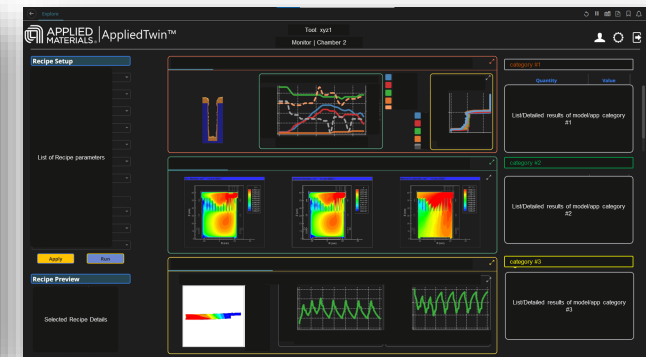 Explore
APPLIED MATERIALS® | AppliedTwin™
Tool xyz1
Monitor | Chamber 2
Recipe Setup
List of Recipe parameters
Apply
Run
Recipe Preview
Selected Recipe Details
category #1
Quantity
Value
List/Detailed results of model/app category
#1
category #2
List/Detailed results of model/app category
#2
category #3
List/Detailed results of model/app category
#3